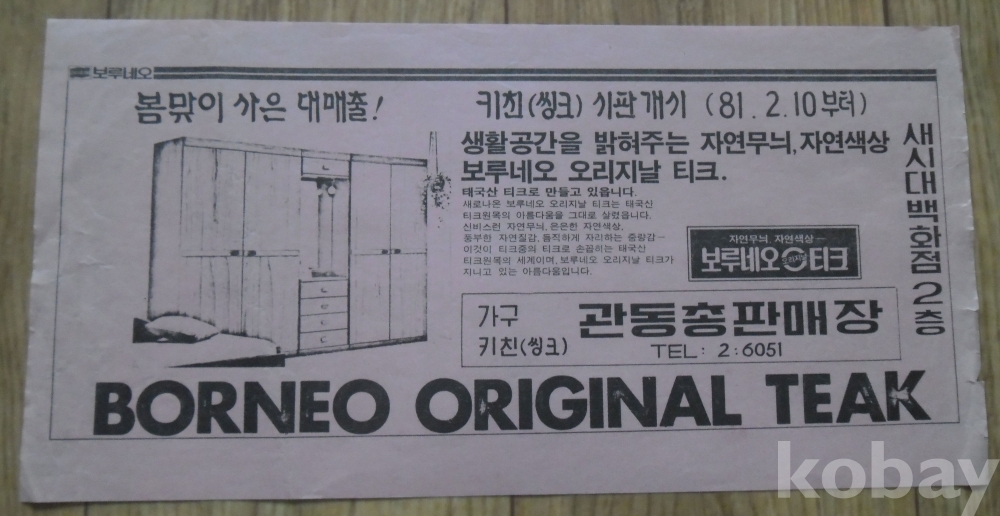 보루네오
봄맞이 사은 대매출!
키친(씽크) 시판개시 (81.2.10부터)
생활공간을 밝혀주는 자연무늬,자연색상
보루네오 오리지날 티크.
태국산 티크로 만들고 있읍니다.
새로나온 보루네오 오리지날 티크는 태국산
티크원목의 아름다움을 그대로 살렸읍니다.
신비스런 자연무늬, 은은한 자연색상,
풍부한 자연질감, 듬직하게 자리하는 중량감—
이것이 티크중의 티크로 손꼽히는 태국산
티크원목의 세계이며, 보루네오 오리지날 티크가
지니고 있는 아름다움입니다.
자연무늬, 자연색상—
보루네오 오리지날 티크
가구
키친(씽크)
관동총판매장
TEL: 2:6051
새시대백화점 2층
BORNEO ORIGINAL TEAK
kobay